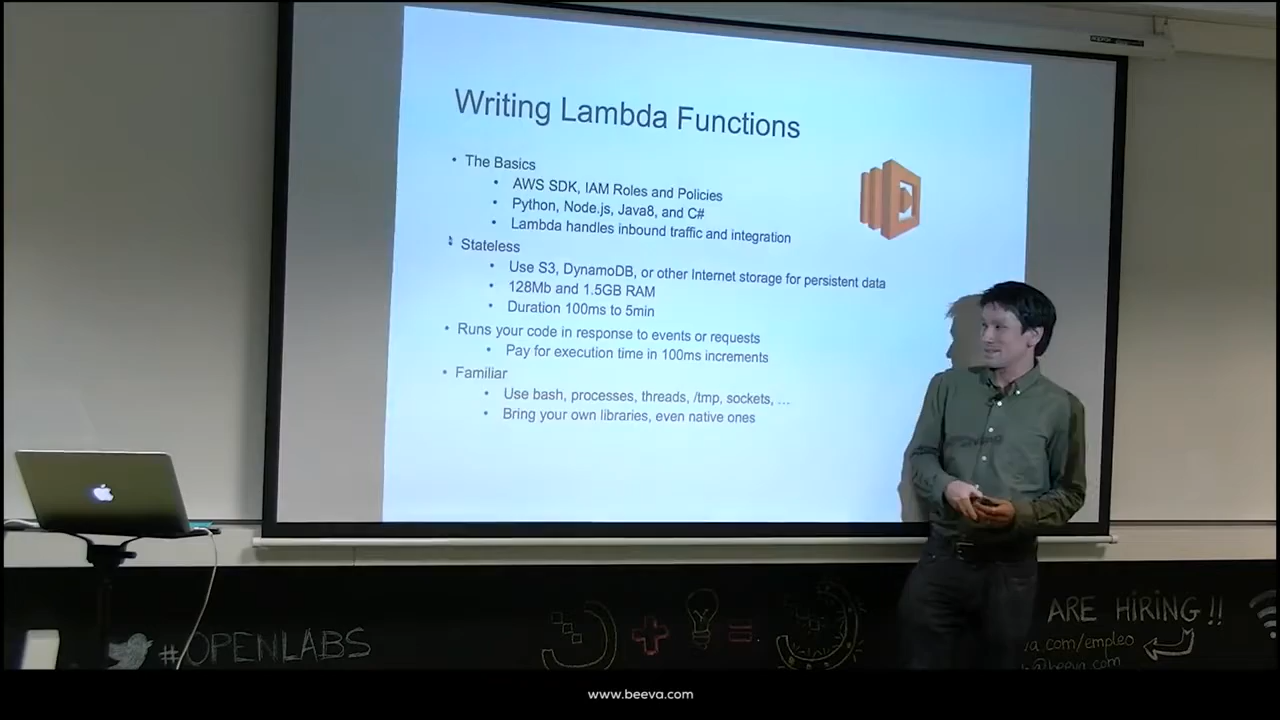 Writing Lambda Functions
• The Basics
• AWS SDK, IAM Roles and Policies
• Python, Node.js, Java8, and C#
• Lambda handles inbound traffic and integration
• Stateless
• Use S3, DynamoDB, or other Internet storage for persistent data
• 128Mb and 1.5GB RAM
• Duration 100ms to 5min
• Runs your code in response to events or requests
• Pay for execution time in 100ms increments
• Familiar
• Use bash, processes, threads, /tmp, sockets, ...
• Bring your own libraries, even native ones
#OPENLABS
ARE HIRING !!
a.com/empleo
@beeva.com
www.beeva.com